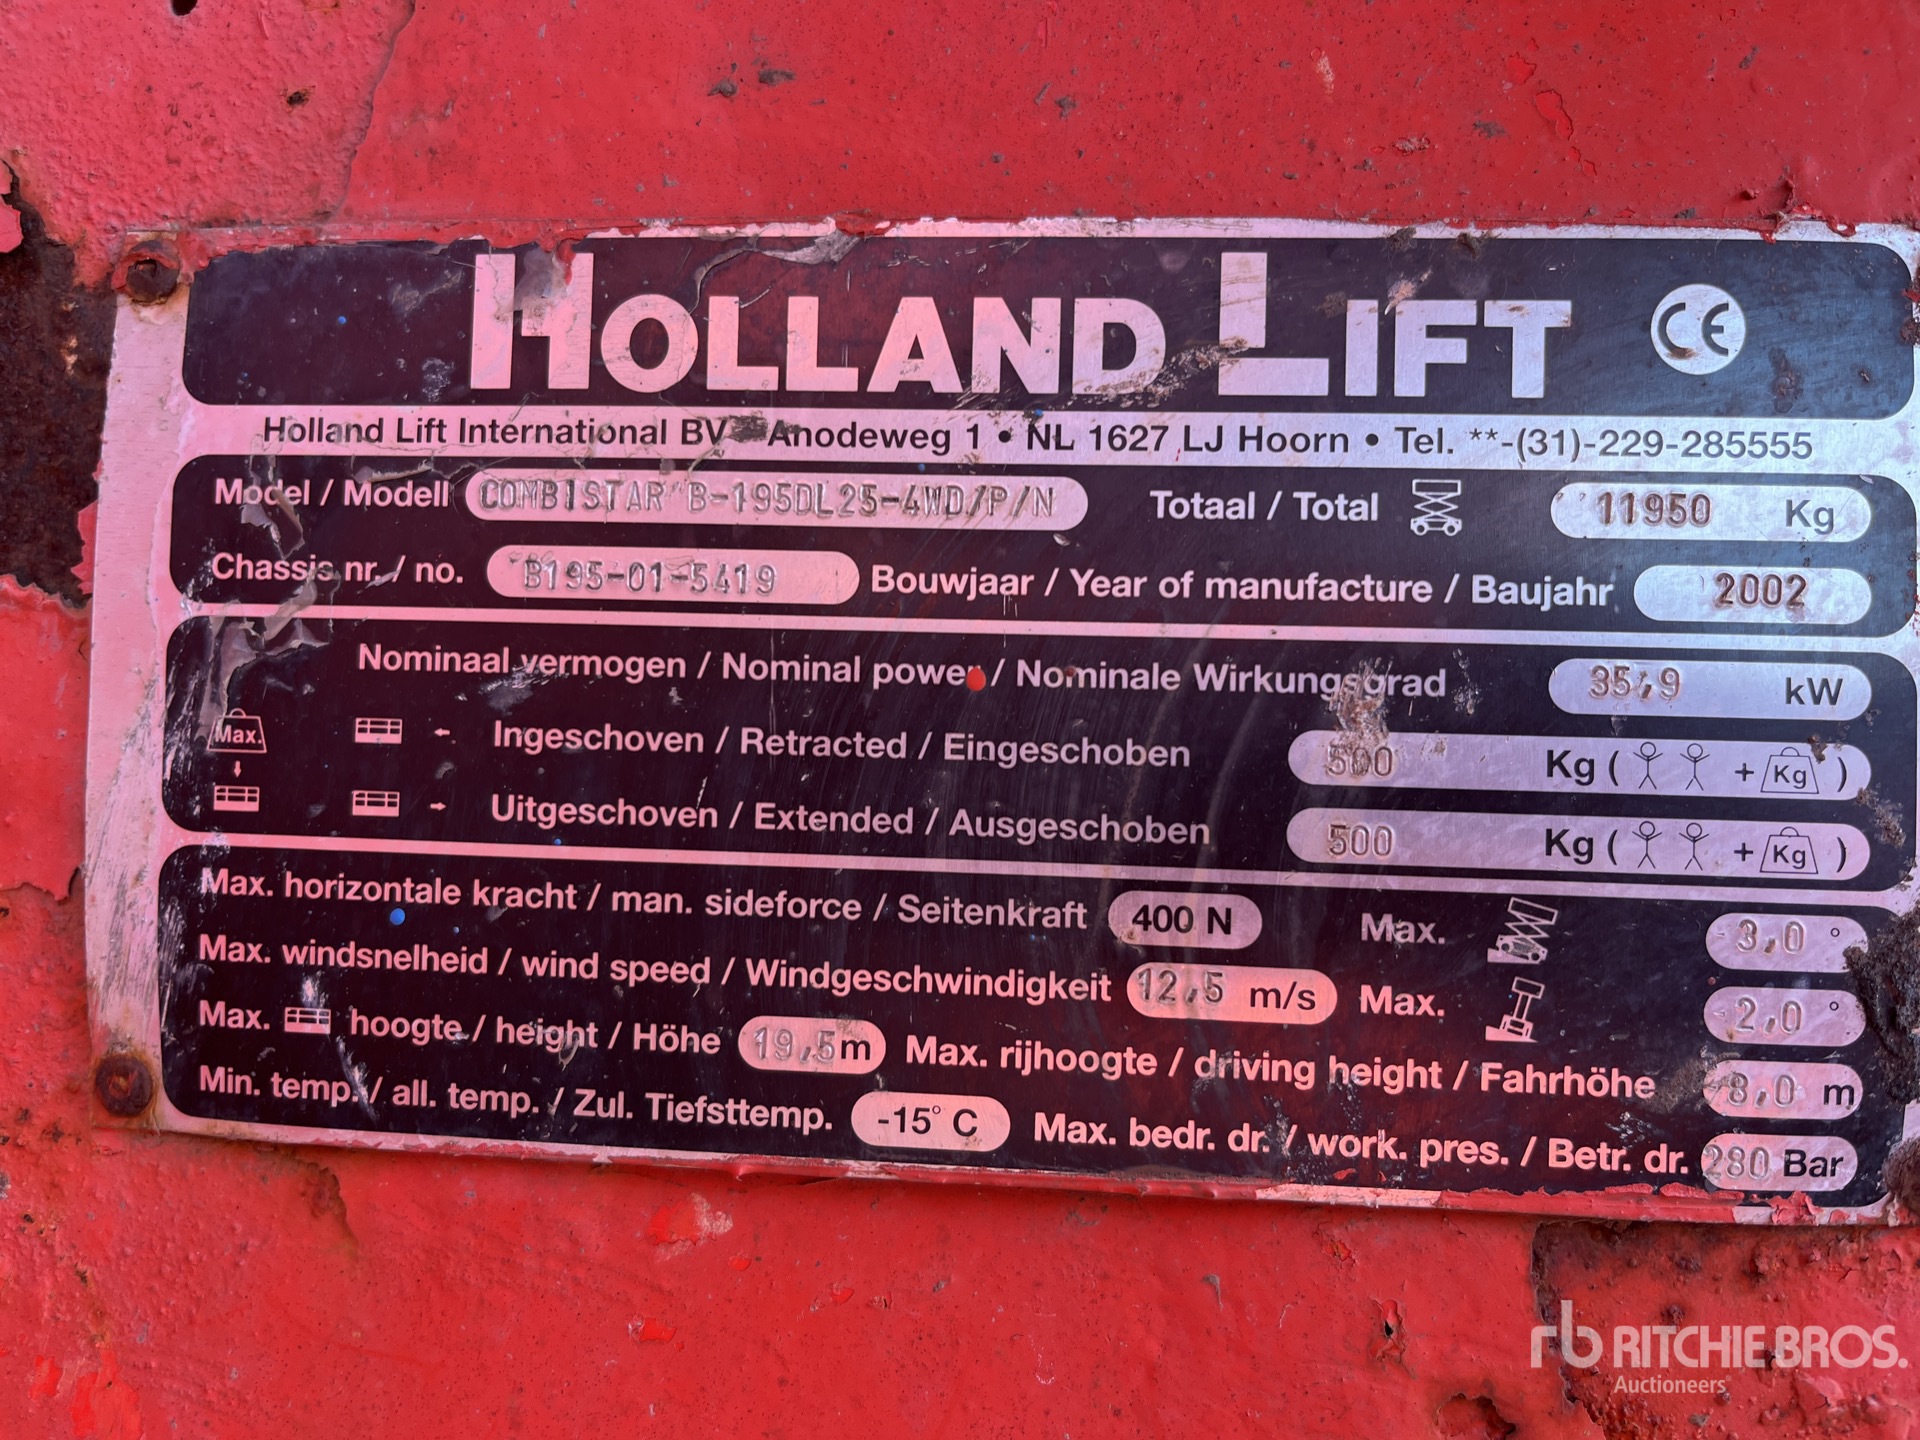 HOLLAND LIFT CE
Holland Lift International BV Anodeweg 1 • NL 1627 LJ Hoorn • Tel. **-(31)-229-285555
Model / Modell COMBISTAR B-195DL25-4WD/P/N Totaal / Total 11950 Kg
Chassis nr. / no. B195-01-5419 Bouwjaar / Year of manufacture / Baujahr 2002
Nominaal vermogen / Nominal power / Nominale Wirkungsgrad 35,9 kW
Max. Ingeschoven / Retracted / Eingeschoben 500 Kg ( + Kg )
Uitgeschoven / Extended / Ausgeschoben 500 Kg ( + Kg )
Max. horizontale kracht / man. sideforce / Seitenkraft 400 N Max. 3,0 °
Max. windsnelheid / wind speed / Windgeschwindigkeit 12,5 m/s Max. 2,0 °
Max. hoogte / height / Höhe 19,5 m Max. rijhoogte / driving height / Fahrhöhe 8,0 m
Min. temp. / all. temp. / Zul. Tiefsttemp. -15° C Max. bedr. dr. / work. pres. / Betr. dr. 280 Bar
rb RITCHIE BROS.
Auctioneers